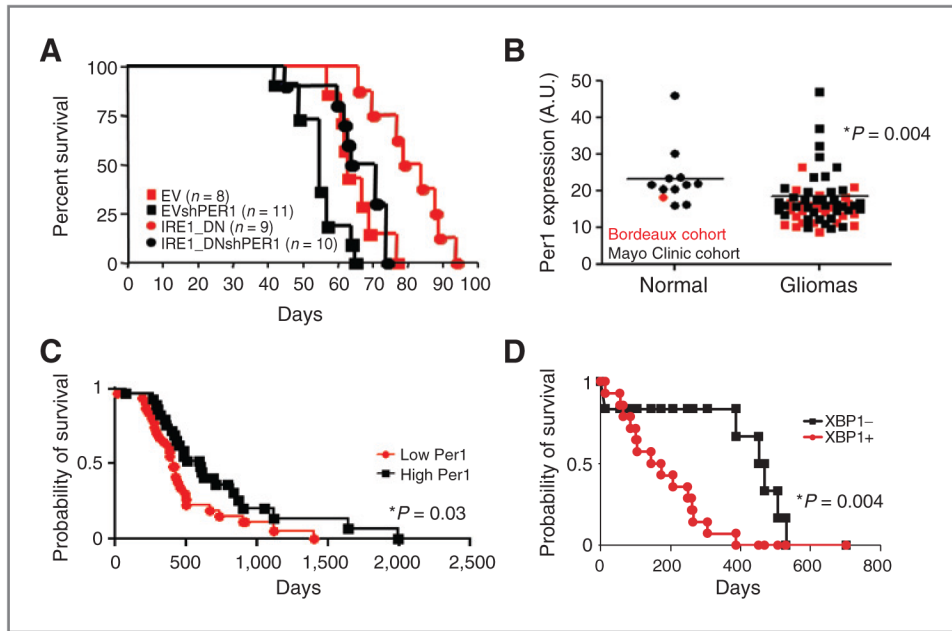 A
Percent survival
100
75
50
25
0
EV (n = 8)
EVshPER1 (n = 11)
IRE1_DN (n = 9)
IRE1_DNshPER1 (n = 10)
0 10 20 30 40 50 60 70 80 90 100
Days
B
Per1 expression (A.U.)
50
40
30
20
10
0
*P = 0.004
Bordeaux cohort
Mayo Clinic cohort
Normal Gliomas
C
Probability of survival
1
0.5
0
Low Per1
High Per1
*P = 0.03
0 500 1,000 1,500 2,000 2,500
Days
D
Probability of survival
1
0.5
0
XBP1–
XBP1+
*P = 0.004
0 200 400 600 800
Days